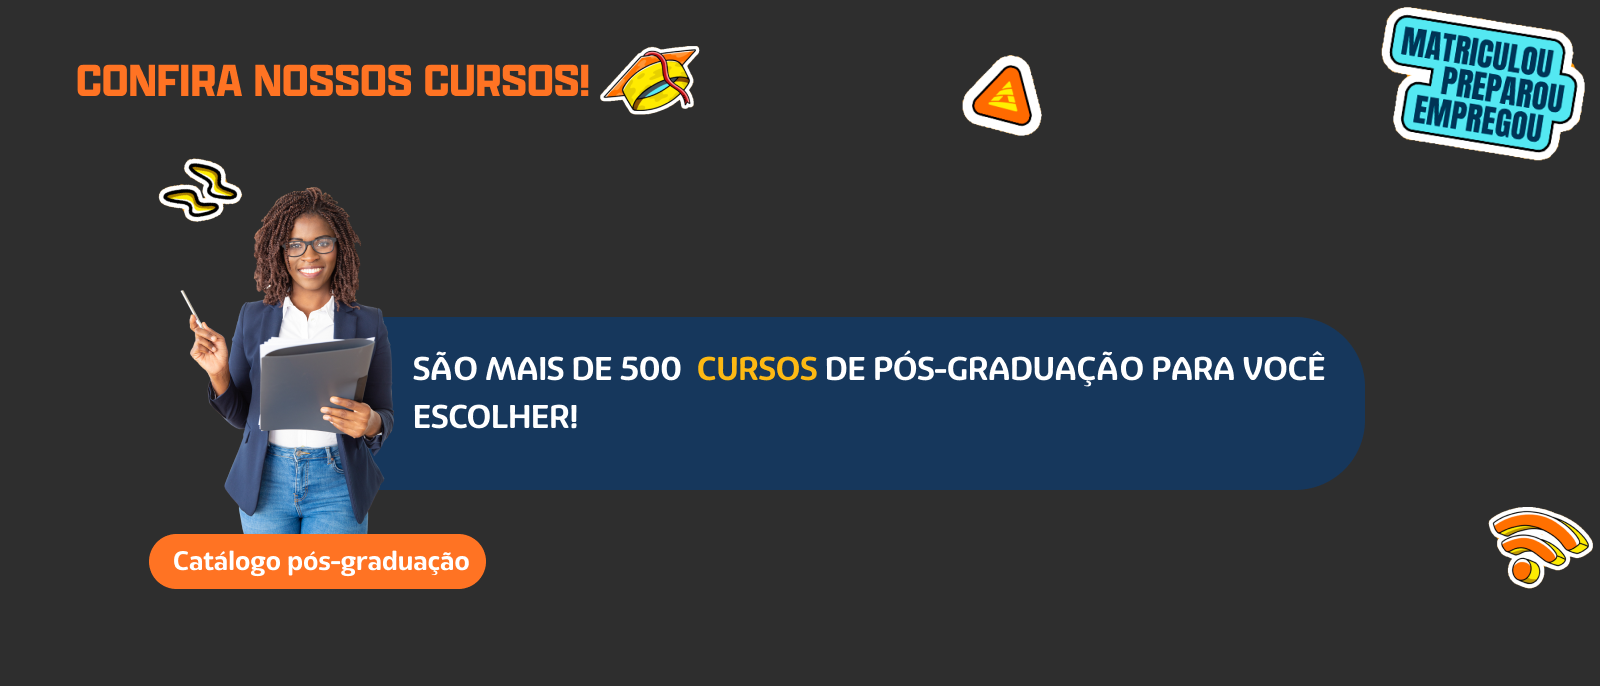 CONFIRA NOSSOS CURSOS!
MATRICULOU
PREPAROU
EMPREGOU
SÃO MAIS DE 500 CURSOS DE PÓS-GRADUAÇÃO PARA VOCÊ
ESCOLHER!
Catálogo pós-graduação